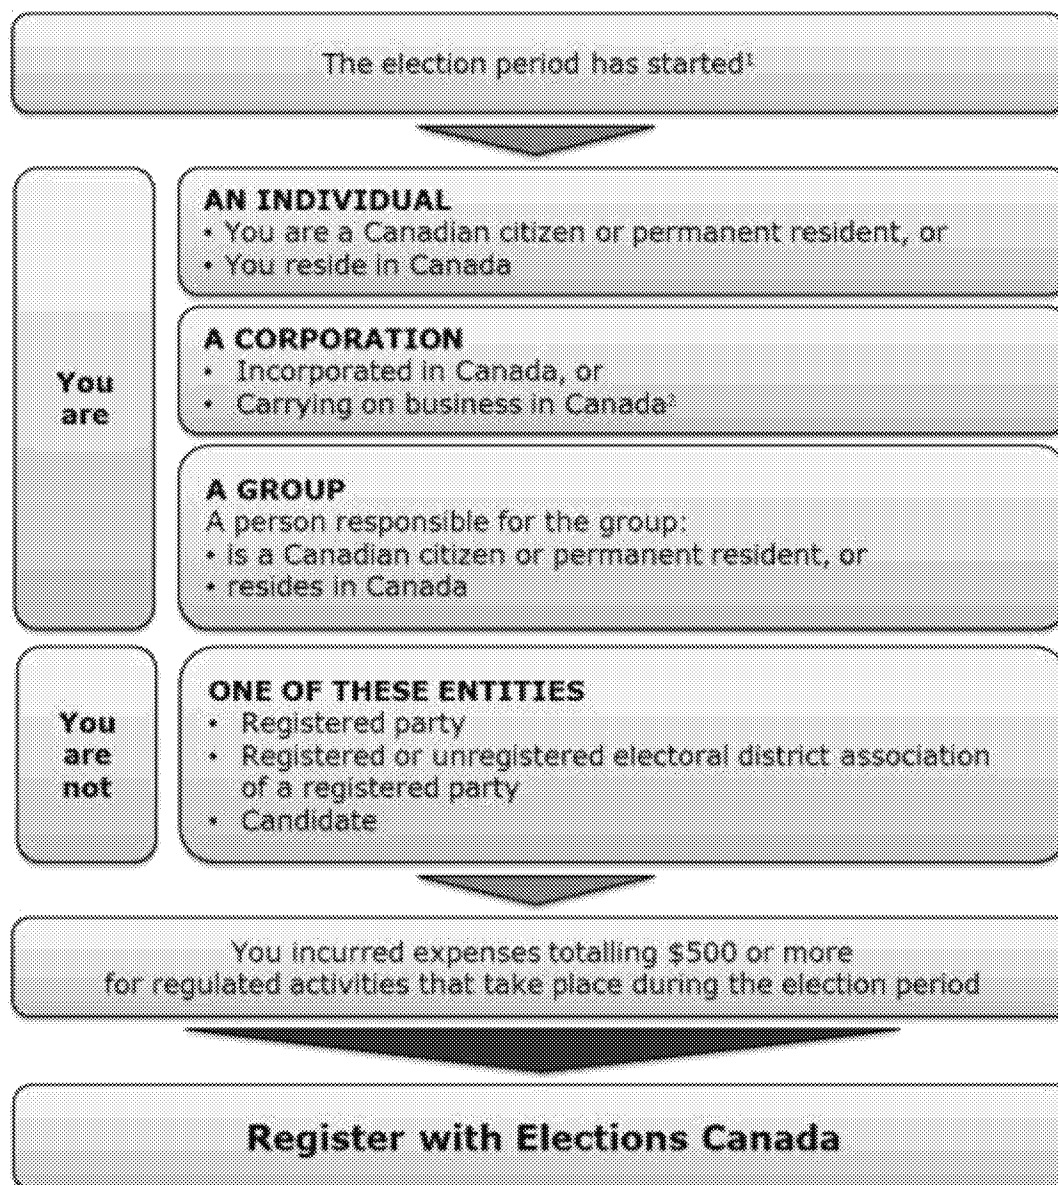 The election period has started¹
You
are
AN INDIVIDUAL
• You are a Canadian citizen or permanent resident, or
• You reside in Canada
A CORPORATION
• Incorporated in Canada, or
• Carrying on business in Canada²
A GROUP
A person responsible for the group:
• is a Canadian citizen or permanent resident, or
• resides in Canada
You
are
not
ONE OF THESE ENTITIES
• Registered party
• Registered or unregistered electoral district association
of a registered party
• Candidate
You incurred expenses totalling $500 or more
for regulated activities that take place during the election period
Register with Elections Canada